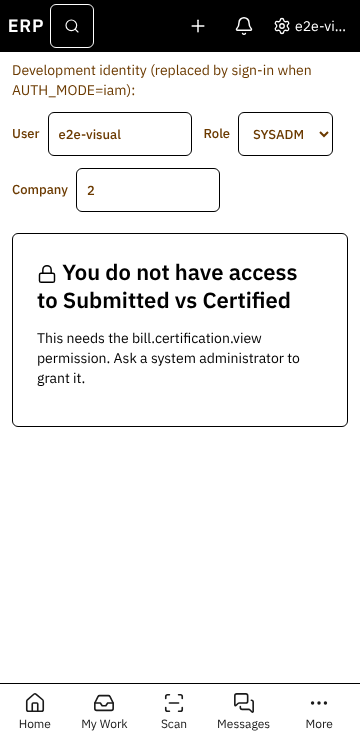 ERP
e2e-vi...
Development identity (replaced by sign-in when
AUTH_MODE=iam):
User e2e-visual Role SYSADM
Company 2
You do not have access
to Submitted vs Certified
This needs the bill.certification.view
permission. Ask a system administrator to
grant it.
Home My Work Scan Messages More